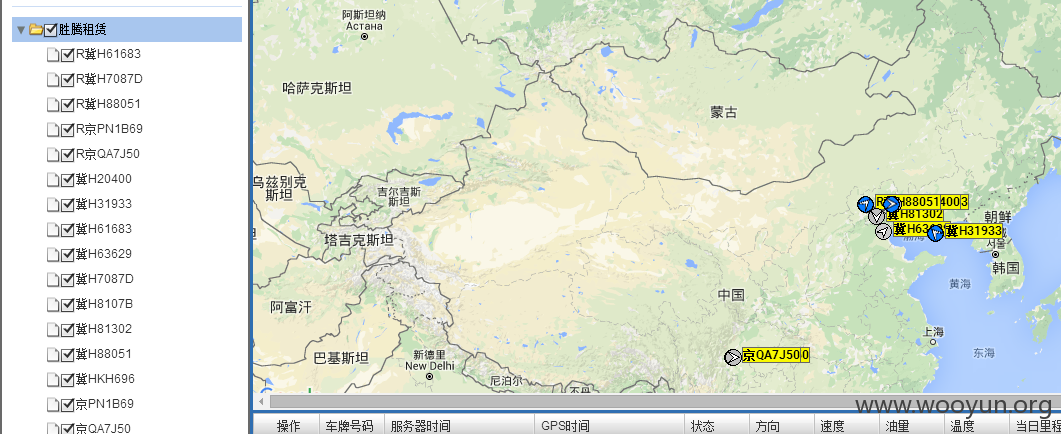 胜腾租赁
R冀H61683
R冀H7087D
R冀H88051
R京PN1B69
R京QA7J50
冀H20400
冀H31933
冀H61683
冀H63629
冀H7087D
冀H8107B
冀H81302
冀H88051
冀HKH696
京PN1B69
京QA7J50
阿斯坦纳
Астана
哈萨克斯坦
蒙古
乌兹别克
斯坦
吉尔吉斯
斯坦
塔吉克斯坦
阿富汗
巴基斯坦
新德里
New Delhi
尼泊尔
不丹
中国
H88051
冀H81302
冀H63
冀H31933
朝鲜
서울
韩国
渤海
黄海
上海
东海
京QA7J50
www.wooyun.org
操作 车牌号码 服务器时间 GPS时间 状态 方向 速度 油量 温度 当日里程